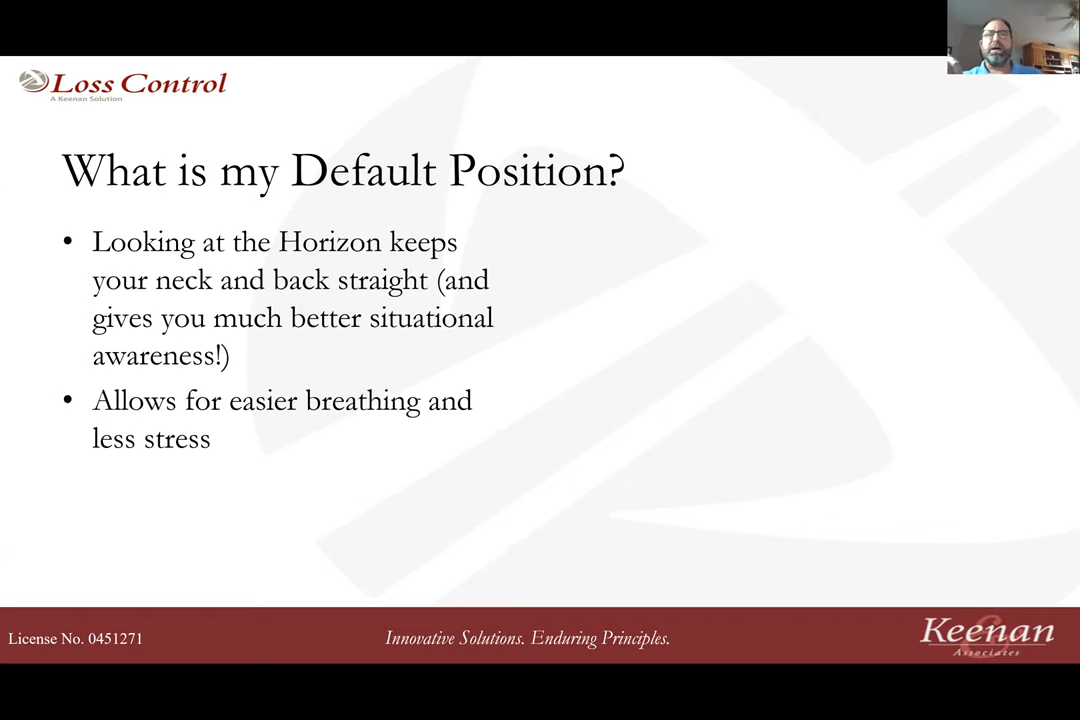 Loss Control
A Keenan Solution
What is my Default Position?
• Looking at the Horizon keeps
your neck and back straight (and
gives you much better situational
awareness!)
• Allows for easier breathing and
less stress
License No. 0451271
Innovative Solutions. Enduring Principles.
Keenan
& Associates